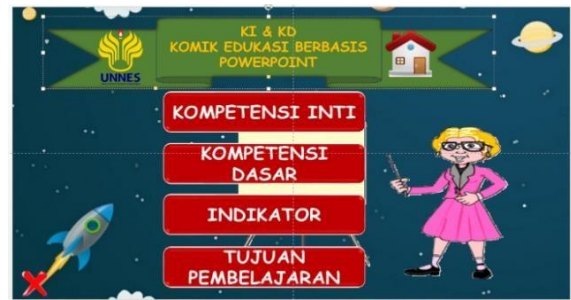 KI & KD
KOMIK EDUKASI BERBASIS
POWERPOINT
UNNES
KOMPETENSI INTI
KOMPETENSI
DASAR
INDIKATOR
TUJUAN
PEMBELAJARAN